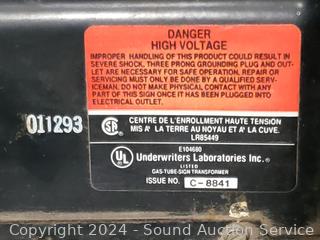 DANGER
HIGH VOLTAGE
IMPROPER HANDLING OF THIS PRODUCT COULD RESULT IN
SEVERE SHOCK, THREE PRONG GROUNDING PLUG AND OUT-
LET ARE NECESSARY FOR SAFE OPERATION, REPAIR OR
SERVICING MUST ONLY BE DONE BY A QUALIFIED SERVICE-
MAN. DO NOT MAKE PHYSICAL CONTACT WITH ANY
PART OF THIS SIGN ONCE IT HAS BEEN PLUGGED INTO
ELECTRICAL OUTLET.
011293
CENTRE DE L'ENROLLMENT HAUTE TENSION
MIS A' LA TERRE AU NOYAU ET A' LA CUVE.
LR85449
E104680
Underwriters Laboratories Inc.®
LISTED
GAS-TUBE-SIGN TRANSFORMER
ISSUE NO. C-8841
Copyright 2024 - Sound Auction Service